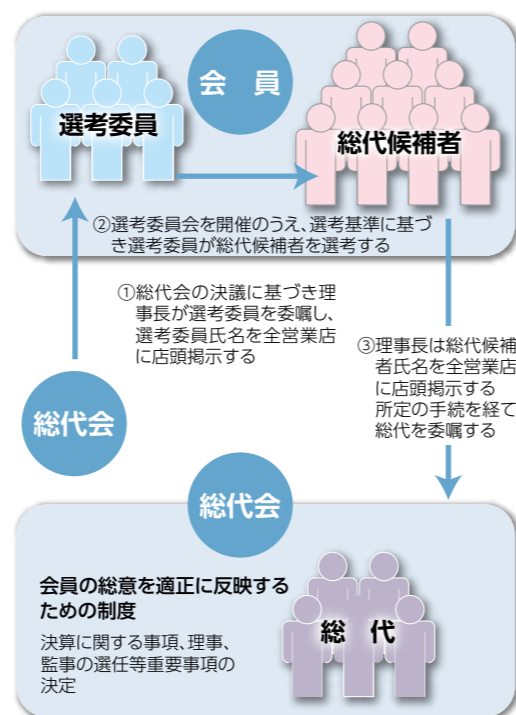 会 員
選考委員
総代候補者
②選考委員会を開催のうえ、選考基準に基づ
き選考委員が総代候補者を選考する
①総代会の決議に基づき理
事長が選考委員を委嘱し、
選考委員氏名を全営業店
に店頭掲示する
③理事長は総代候補
者氏名を全営業店
に店頭掲示する
所定の手続を経て
総代を委嘱する
総代会
総代会
会員の総意を適正に反映する
ための制度
決算に関する事項、理事、
監事の選任等重要事項の
決定
総 代